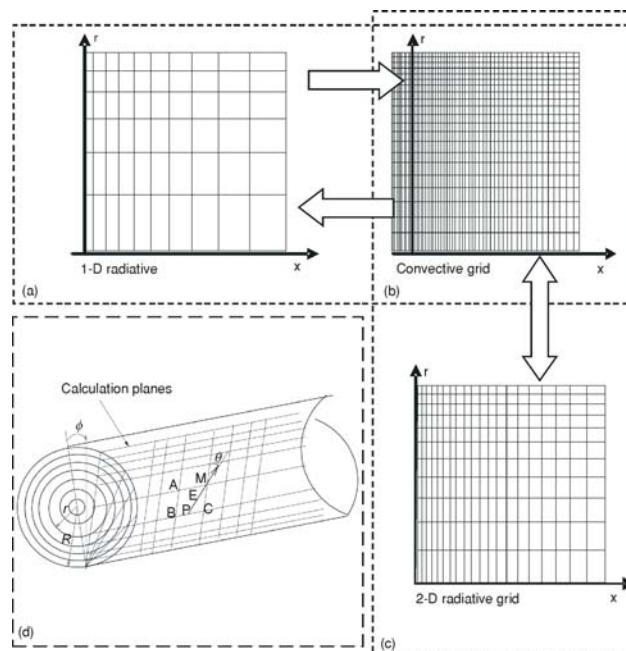 r
1-D radiative
x
(a)
r
Convective grid
x
(b)
Calculation planes
ϕ
θ
A
M
E
B
P
C
r
R
(d)
r
2-D radiative grid
x
(c)